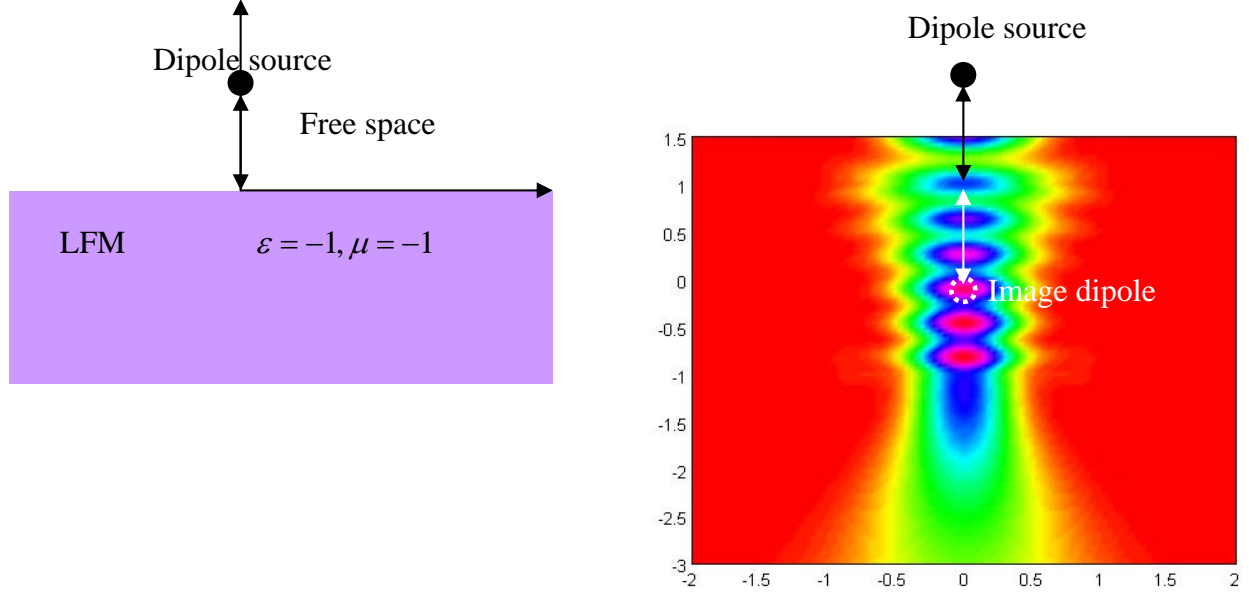 Dipole source
Free space
LFM
ε = −1, μ = −1
Dipole source
1.5
1
0.5
0
Image dipole
-0.5
-1
-1.5
-2
-2.5
-3
-2 -1.5 -1 -0.5 0 0.5 1 1.5 2